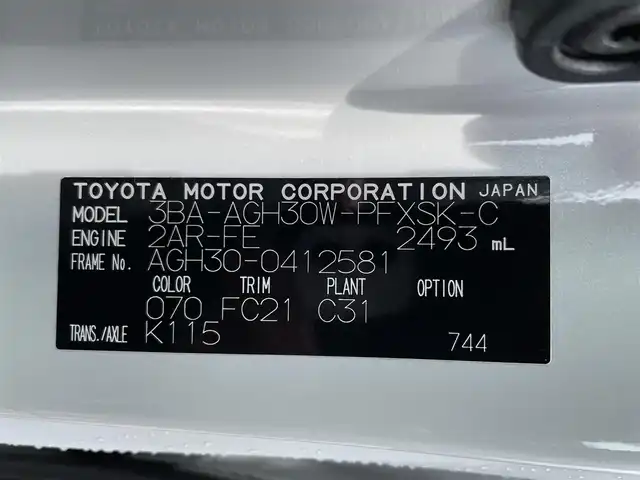 TOYOTA MOTOR CORPORATION JAPAN
MODEL 3BA-AGH30W-PFXSK-C
ENGINE 2AR-FE 2493 mL
FRAME No. AGH30-0412581
COLOR TRIM PLANT OPTION
070 FC21 C31
TRANS./AXLE K115 744